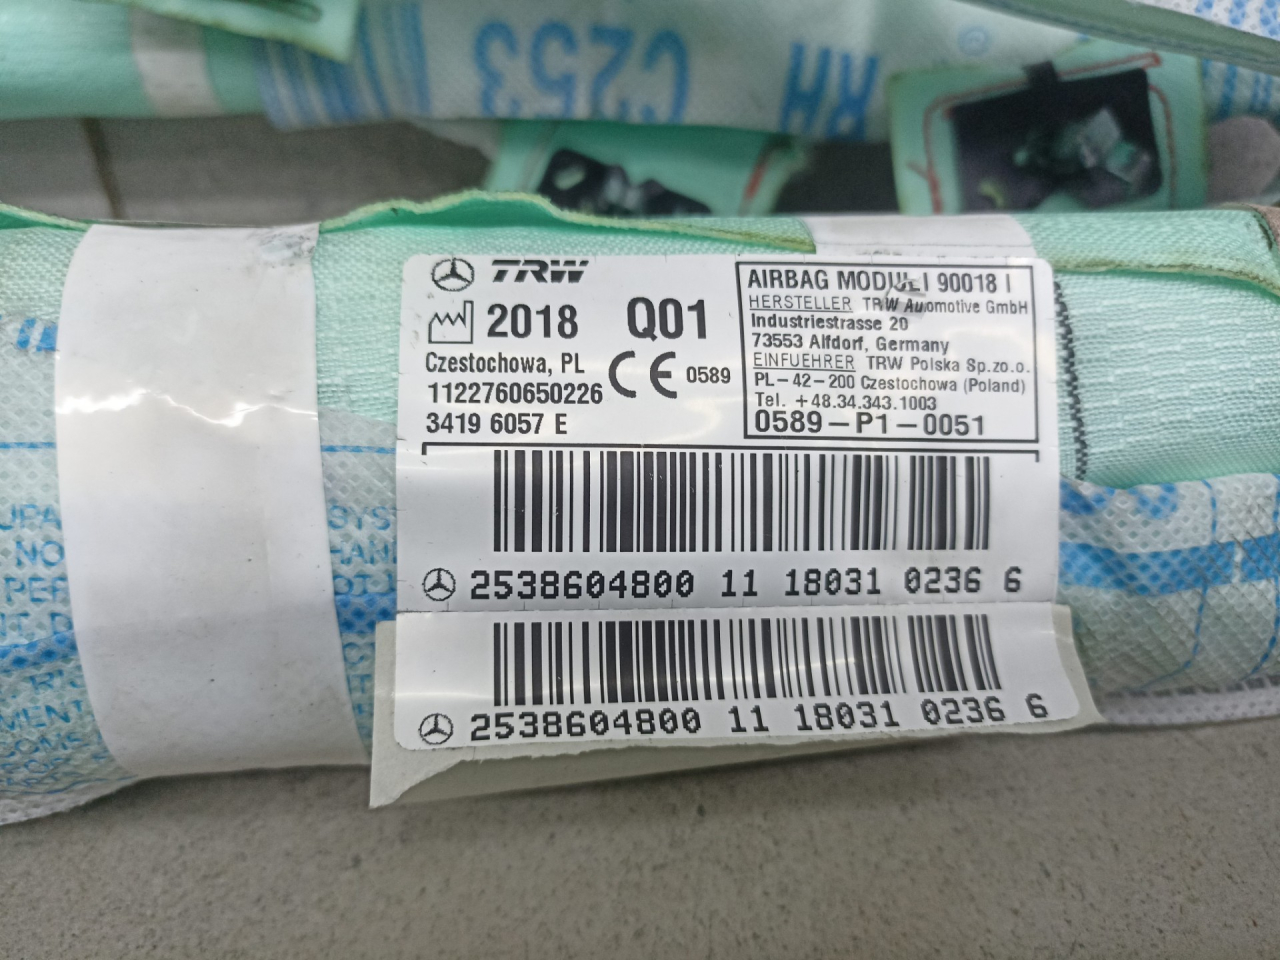 C253 RH
TRW
2018 Q01
Czestochowa, PL
CE 0589
1122760650226
3419 6057 E
AIRBAG MODUL I 90018 I
HERSTELLER TRW Automotive GmbH
Industriestrasse 20
73553 Alfdorf, Germany
EINFUEHRER TRW Polska Sp.zo.o.
PL-42-200 Czestochowa (Poland)
Tel. +48.34.343.1003
0589-P1-0051
2538604800 11 18031 0236 6
2538604800 11 18031 0236 6